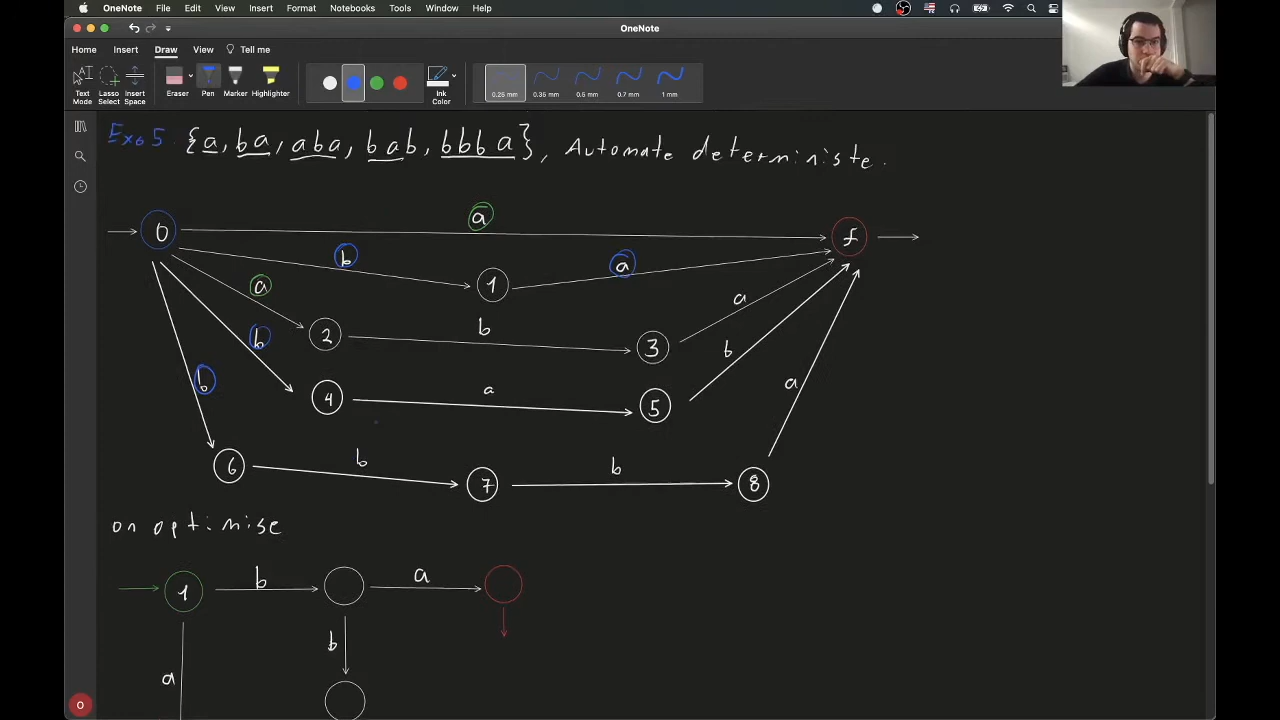 OneNote File Edit View Insert Format Notebooks Tools Window Help
OneNote
Home Insert Draw View Tell me
Text Mode
Lasso Select
Insert Space
Eraser
Pen
Marker
Highlighter
Ink Color
0.25 mm
0.35 mm
0.5 mm
0.7 mm
1 mm
Exo 5 {a, ba, aba, bab, bbba}, Automate deterministe.
0 a f
b 1 a
a 2 b 3 a
b 4 a 5 b
b 6 b 7 b 8 a
on optimise
1 b a
b
a
O